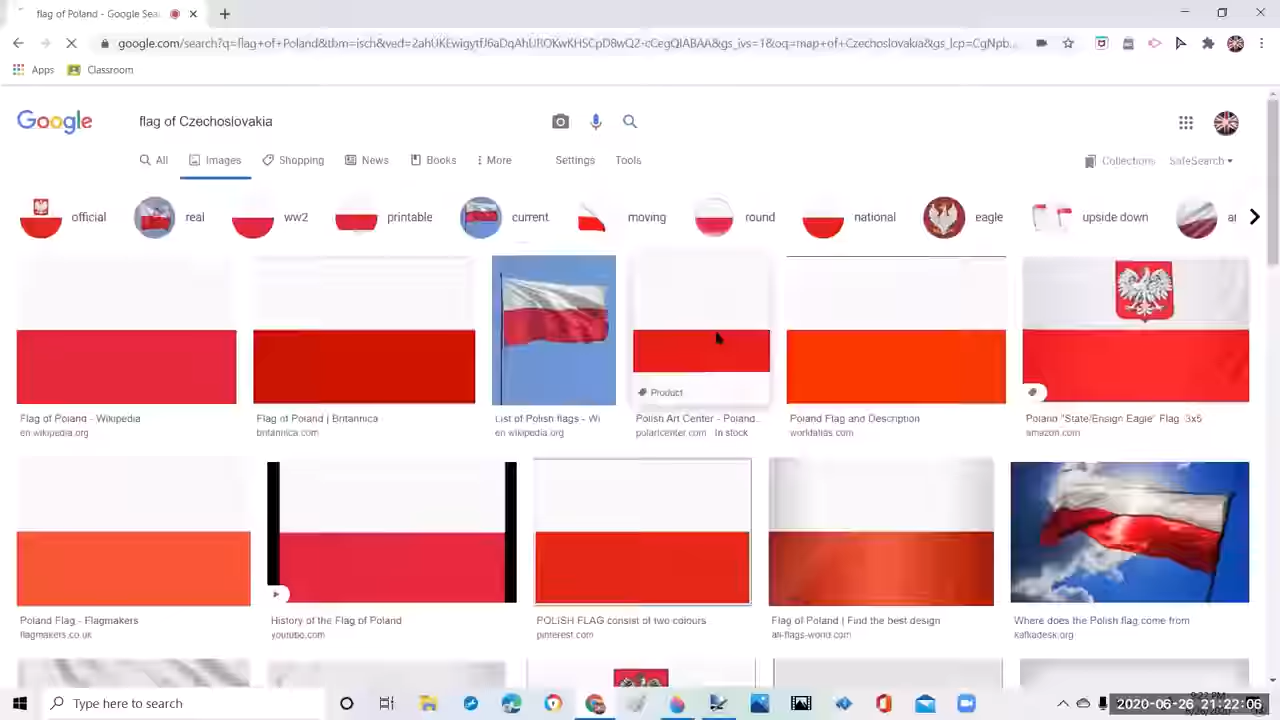 flag of Poland - Google Sea
google.com/search?q=flag+of+Poland&tbm=isch&ved=
Apps Classroom
Google flag of Czechoslovakia
All Images Shopping News Books More Settings Tools Collections SafeSearch
official real ww2 printable current moving round national eagle upside down
Product
Flag of Poland - Wikipedia
en.wikipedia.org
Flag of Poland | Britannica
britannica.com
List of Polish flags - Wi
en.wikipedia.org
Polish Art Center - Poland...
polartcenter.com · In stock
Poland Flag and Description
worldatlas.com
Poland "State/Ensign Eagle" Flag -3x5
amazon.com
Poland Flag - Flagmakers
flagmakers.co.uk
History of the Flag of Poland
youtube.com
POLISH FLAG consist of two colours
pinterest.com
Flag of Poland | Find the best design
all-flags-world.com
Where does the Polish flag come from
kafkadesk.org
Type here to search
2020-06-26 21:22:06